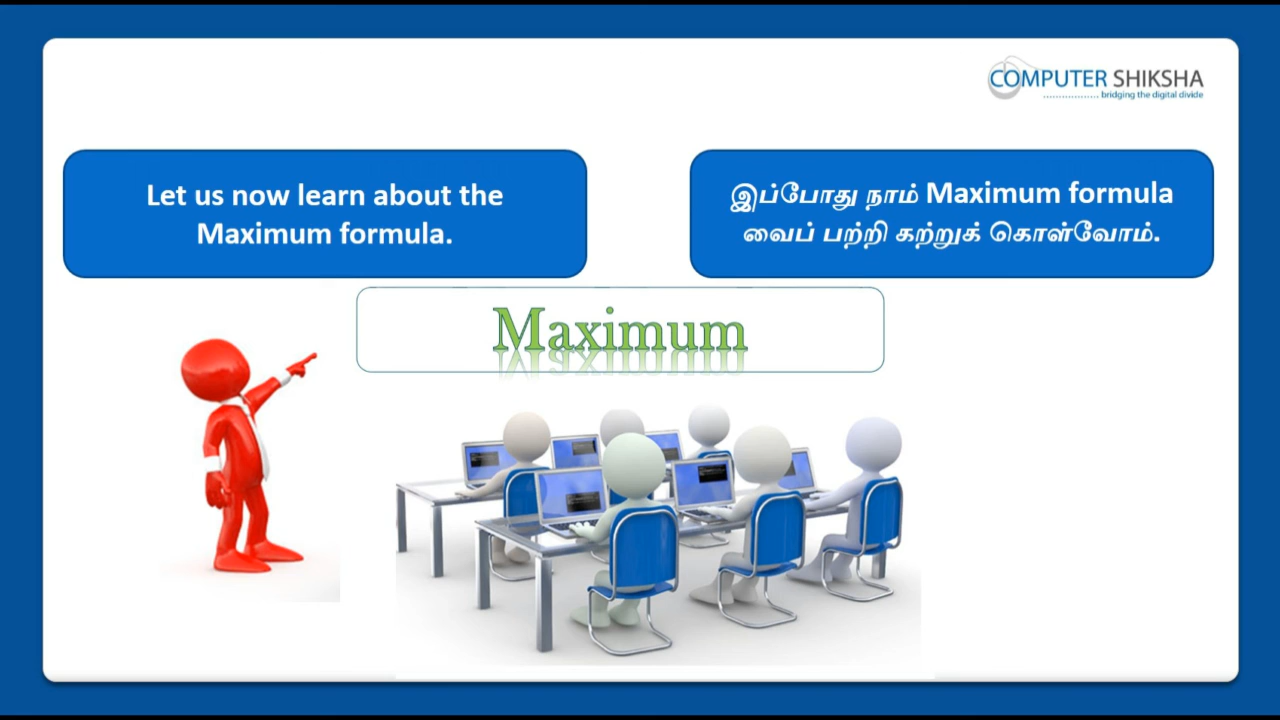 COMPUTER SHIKSHA
.................. bridging the digital divide
Let us now learn about the
Maximum formula.
இப்போது நாம் Maximum formula
வைப் பற்றி கற்றுக் கொள்வோம்.
Maximum